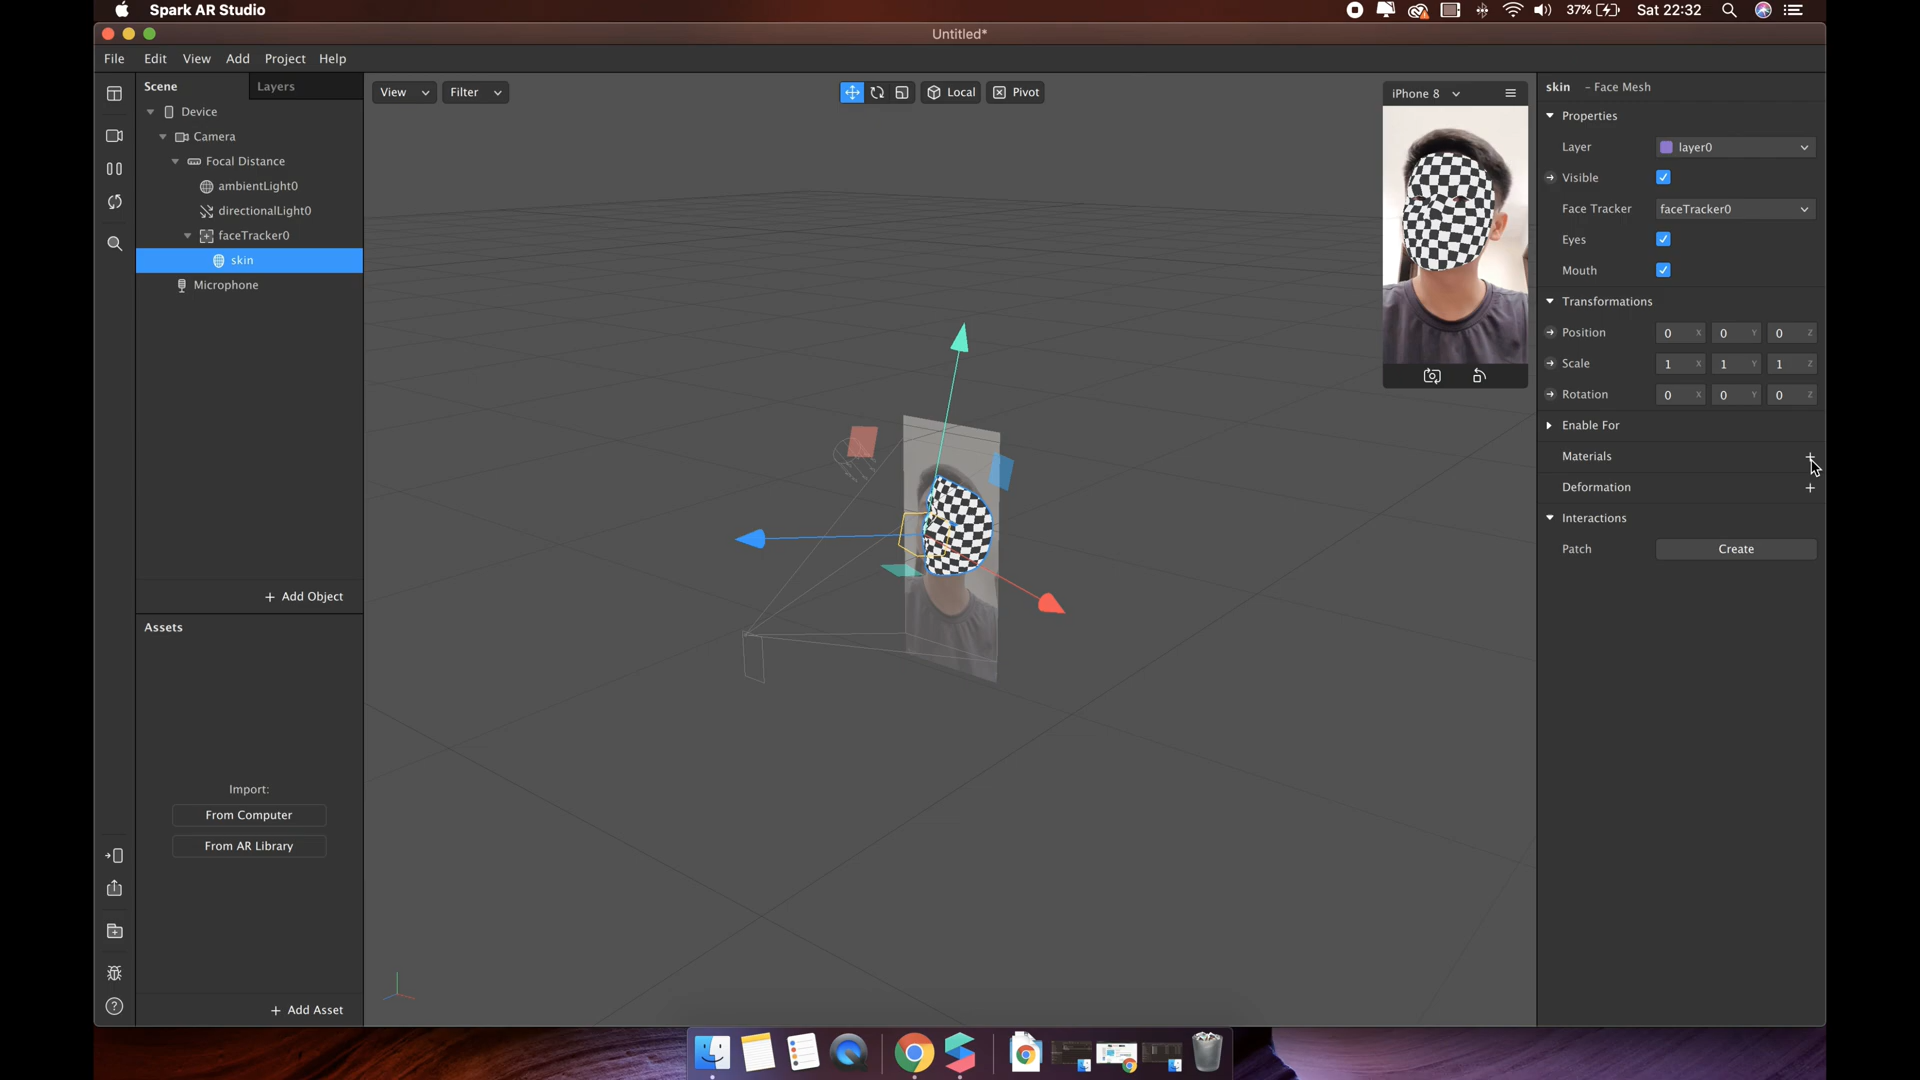 Spark AR Studio
37%
Sat 22:32
Untitled*
File Edit View Add Project Help
Scene
Layers
Device
Camera
Focal Distance
ambientLight0
directionalLight0
faceTracker0
skin
Microphone
+ Add Object
Assets
Import:
From Computer
From AR Library
+ Add Asset
View
Filter
Local
Pivot
iPhone 8
skin - Face Mesh
Properties
Layer layer0
Visible
Face Tracker faceTracker0
Eyes
Mouth
Transformations
Position 0 X 0 Y 0 Z
Scale 1 X 1 Y 1 Z
Rotation 0 X 0 Y 0 Z
Enable For
Materials +
Deformation +
Interactions
Patch Create